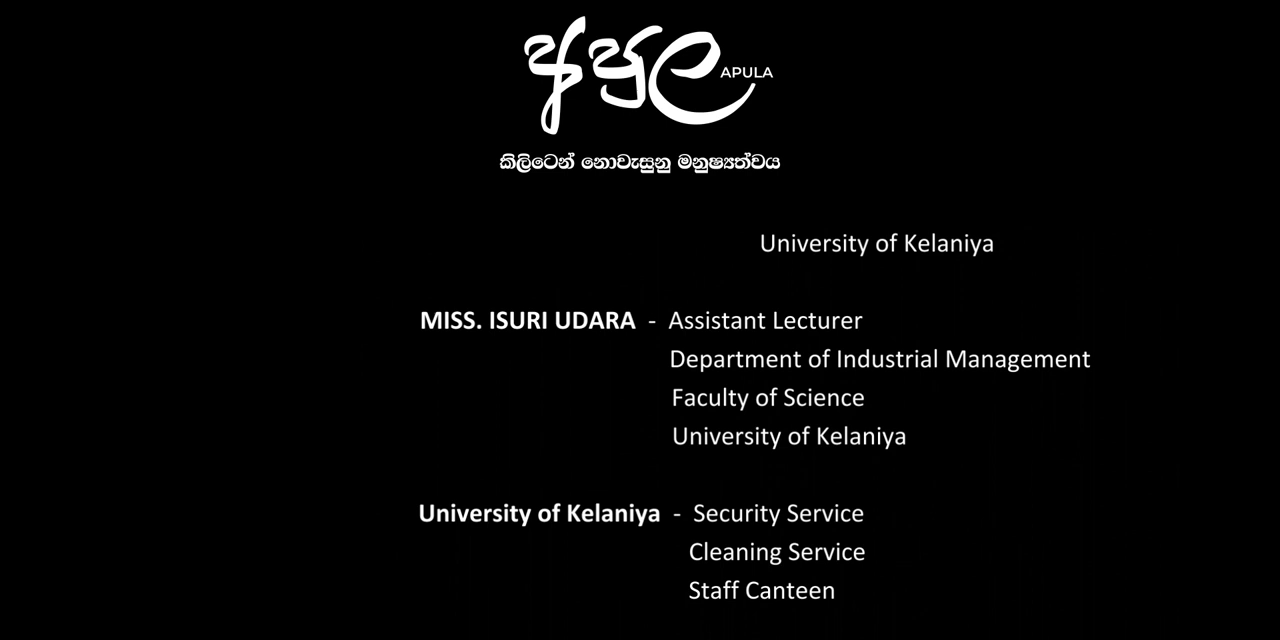 අපුල
APULA
කිලිටෙන් නොවැසුනු මනුෂ්‍යත්වය
University of Kelaniya
MISS. ISURI UDARA - Assistant Lecturer
Department of Industrial Management
Faculty of Science
University of Kelaniya
University of Kelaniya - Security Service
Cleaning Service
Staff Canteen